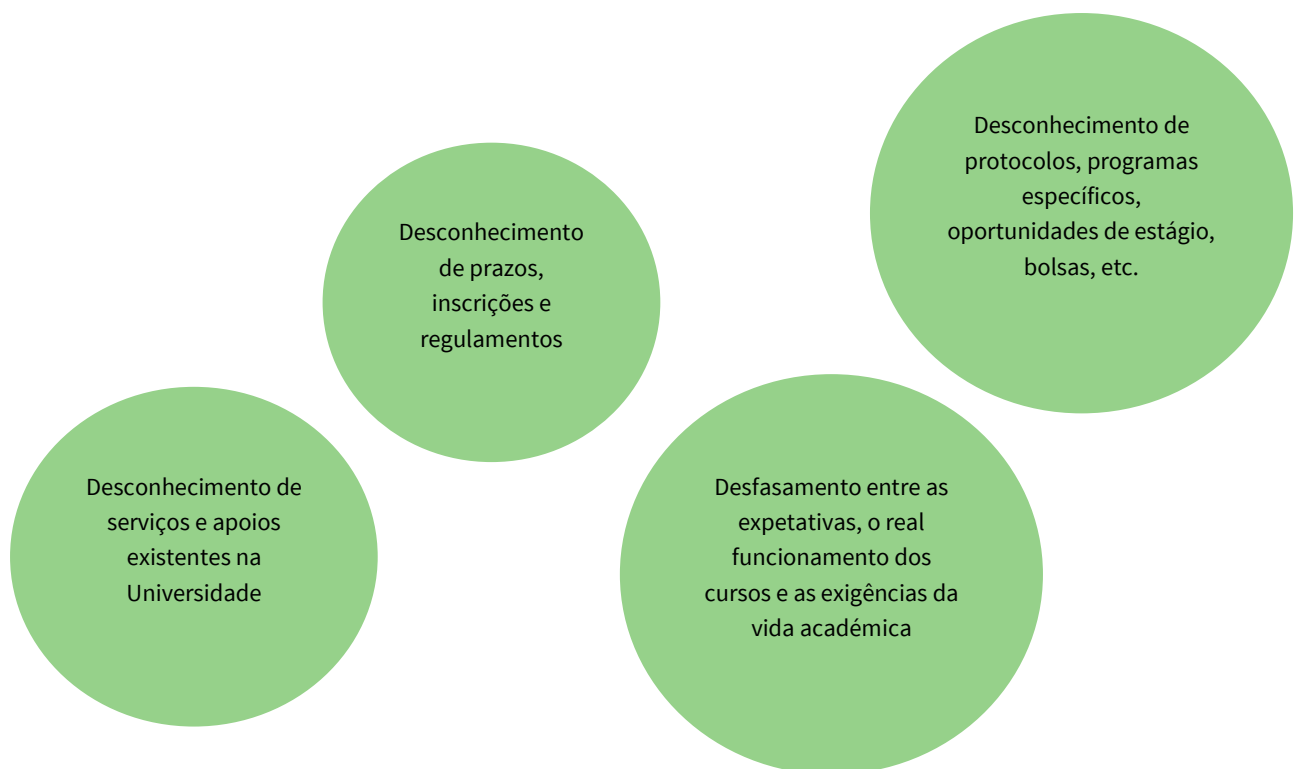 Desconhecimento de
protocolos, programas
específicos,
oportunidades de estágio,
bolsas, etc.
Desconhecimento
de prazos,
inscrições e
regulamentos
Desconhecimento de
serviços e apoios
existentes na
Universidade
Desfasamento entre as
expetativas, o real
funcionamento dos
cursos e as exigências da
vida académica